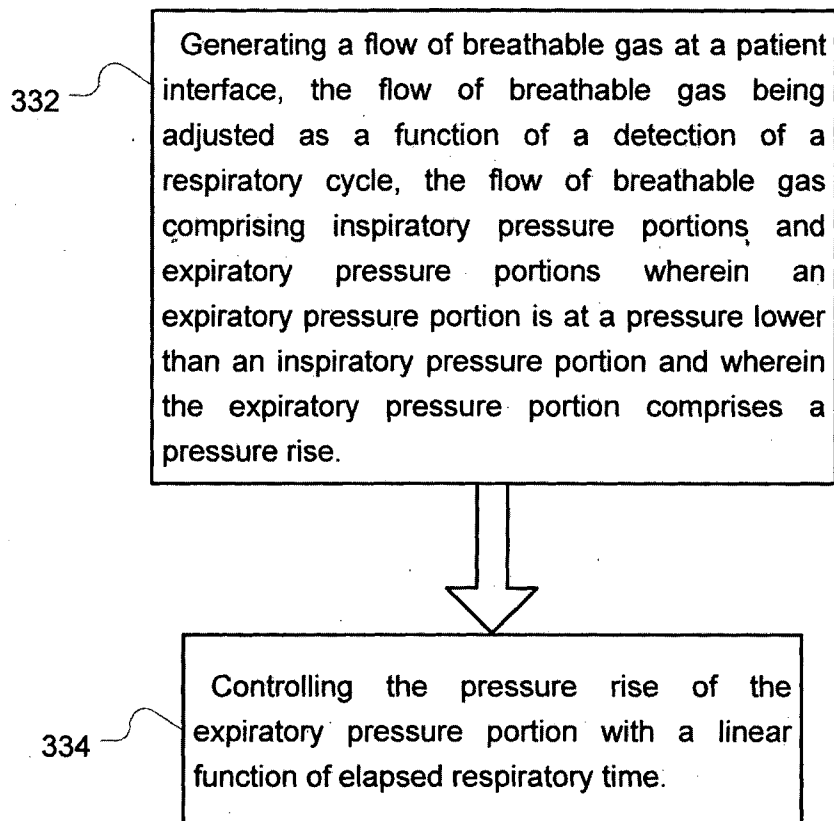 Generating a flow of breathable gas at a patient
332
interface, the flow of breathable gas being
adjusted as a function of a detection of a
respiratory cycle, the flow of breathable gas
comprising inspiratory pressure portions and
expiratory pressure portions wherein an
expiratory pressure portion is at a pressure lower
than an inspiratory pressure portion and wherein
the expiratory pressure portion comprises a
pressure rise.
Controlling the pressure rise of the
334
expiratory pressure portion with a linear
function of elapsed respiratory time.